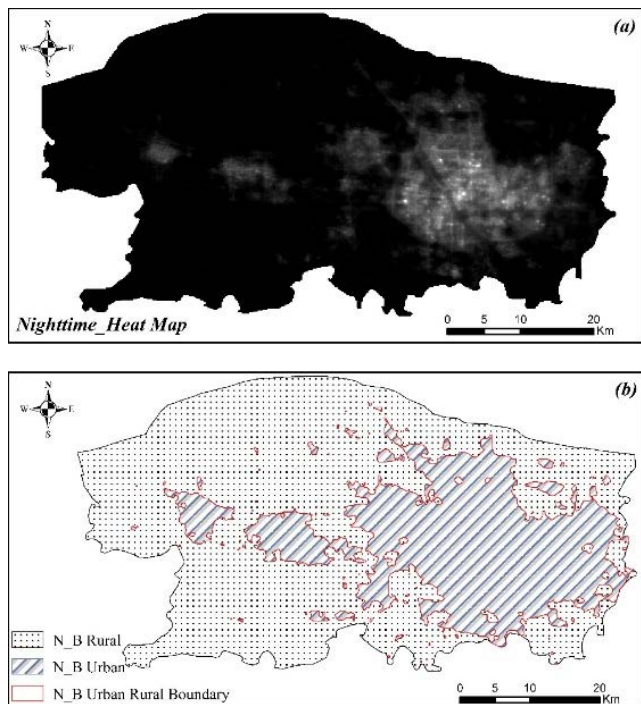 (a)
N
W E
S
Nighttime_Heat Map
0 5 10 20
Km
(b)
N
W E
S
N_B Rural
N_B Urban
N_B Urban Rural Boundary
0 5 10 20
Km